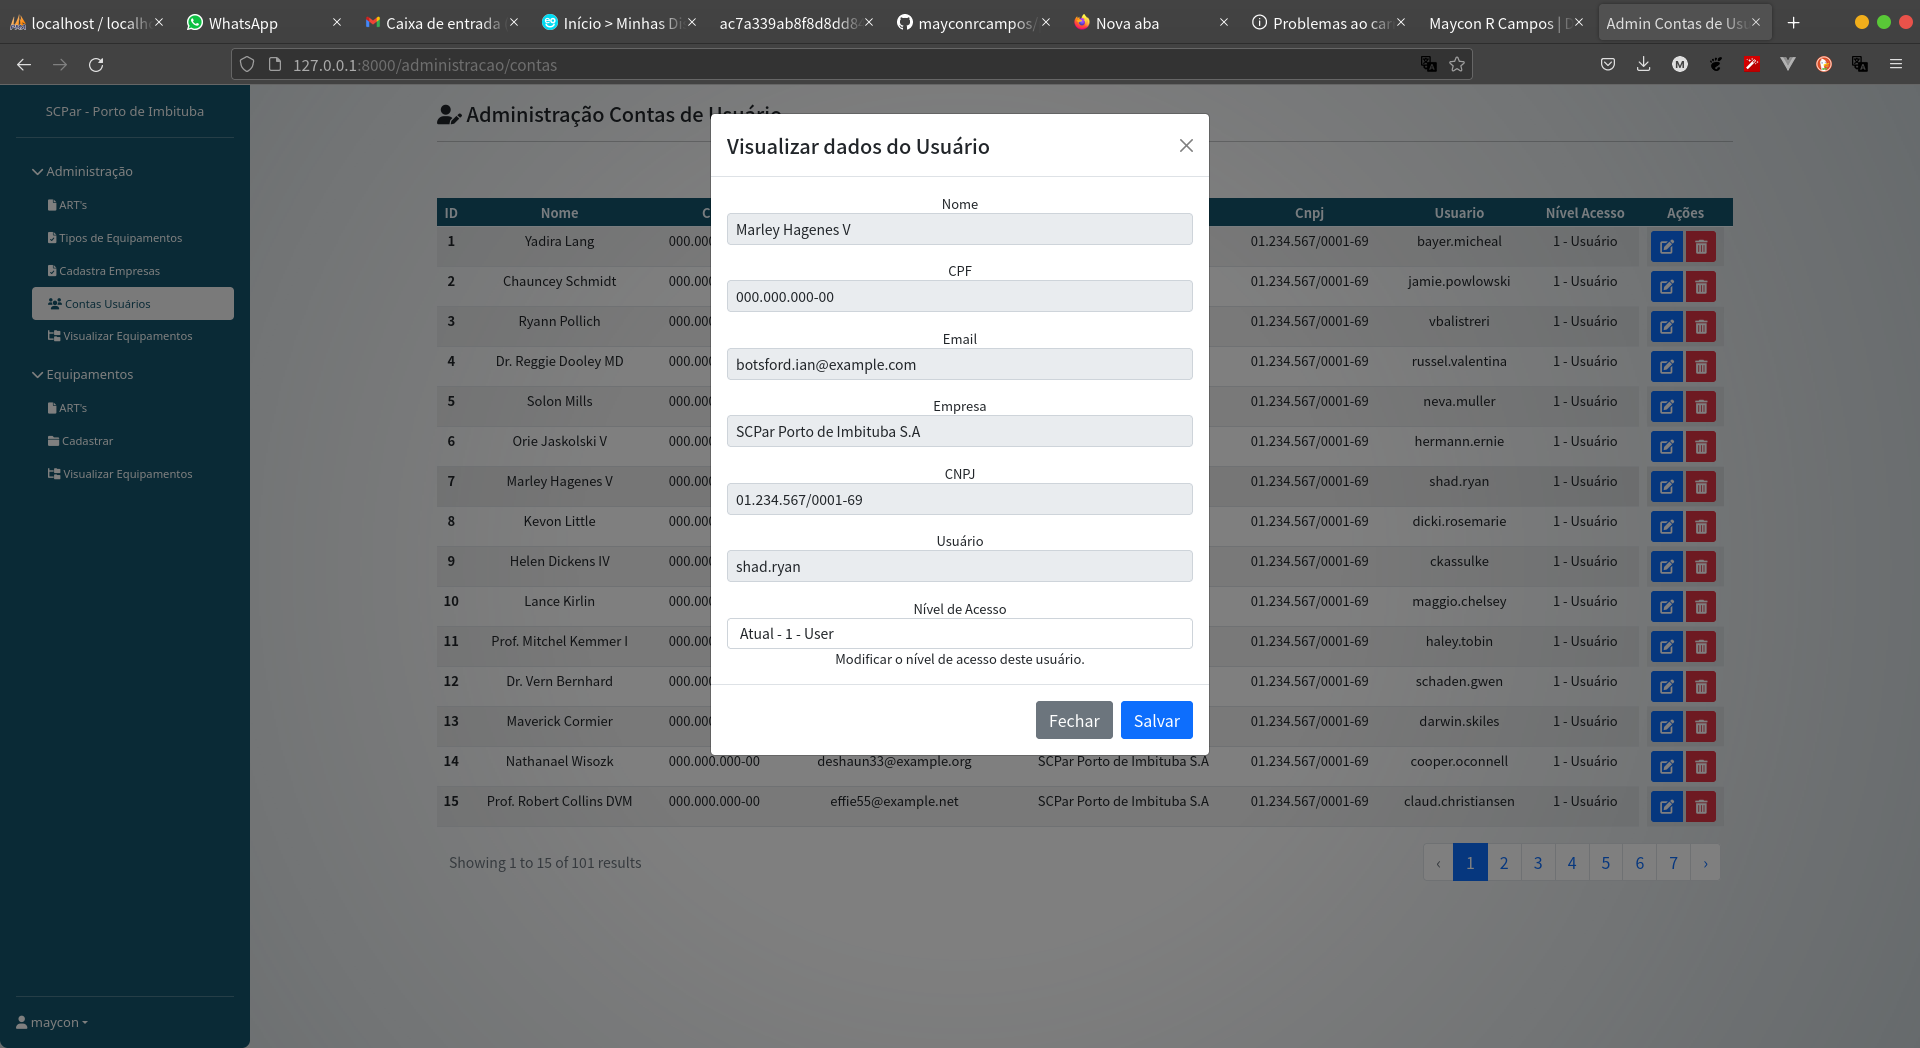 localhost / localh
WhatsApp
Caixa de entrada
Início > Minhas Di
ac7a339ab8f8d8dd8
mayconrcampos/
Nova aba
Problemas ao car
Maycon R Campos | D
Admin Contas de Us
127.0.0.1:8000/administracao/contas
SCPar - Porto de Imbituba
Administração
ART's
Tipos de Equipamentos
Cadastra Empresas
Contas Usuários
Visualizar Equipamentos
Equipamentos
ART's
Cadastrar
Visualizar Equipamentos
maycon
Administração Contas de Usuário
Visualizar dados do Usuário
Nome
Marley Hagenes V
CPF
000.000.000-00
Email
botsford.ian@example.com
Empresa
SCPar Porto de Imbituba S.A
CNPJ
01.234.567/0001-69
Usuário
shad.ryan
Nível de Acesso
Atual - 1 - User
Modificar o nível de acesso deste usuário.
Fechar Salvar
ID Nome C Cnpj Usuario Nível Acesso Ações
1 Yadira Lang 000.00 01.234.567/0001-69 bayer.micheal 1 - Usuário
2 Chauncey Schmidt 000.00 01.234.567/0001-69 jamie.powlowski 1 - Usuário
3 Ryann Pollich 000.00 01.234.567/0001-69 vbalistreri 1 - Usuário
4 Dr. Reggie Dooley MD 000.00 01.234.567/0001-69 russel.valentina 1 - Usuário
5 Solon Mills 000.00 01.234.567/0001-69 neva.muller 1 - Usuário
6 Orie Jaskolski V 000.00 01.234.567/0001-69 hermann.ernie 1 - Usuário
7 Marley Hagenes V 000.00 01.234.567/0001-69 shad.ryan 1 - Usuário
8 Kevon Little 000.00 01.234.567/0001-69 dicki.rosemarie 1 - Usuário
9 Helen Dickens IV 000.00 01.234.567/0001-69 ckassulke 1 - Usuário
10 Lance Kirlin 000.00 01.234.567/0001-69 maggio.chelsey 1 - Usuário
11 Prof. Mitchel Kemmer I 000.00 01.234.567/0001-69 haley.tobin 1 - Usuário
12 Dr. Vern Bernhard 000.00 01.234.567/0001-69 schaden.gwen 1 - Usuário
13 Maverick Cormier 000.00 01.234.567/0001-69 darwin.skiles 1 - Usuário
14 Nathanael Wisozk 000.000.000-00 deshaun33@example.org SCPar Porto de Imbituba S.A 01.234.567/0001-69 cooper.oconnell 1 - Usuário
15 Prof. Robert Collins DVM 000.000.000-00 effie55@example.net SCPar Porto de Imbituba S.A 01.234.567/0001-69 claud.christiansen 1 - Usuário
Showing 1 to 15 of 101 results
‹ 1 2 3 4 5 6 7 ›